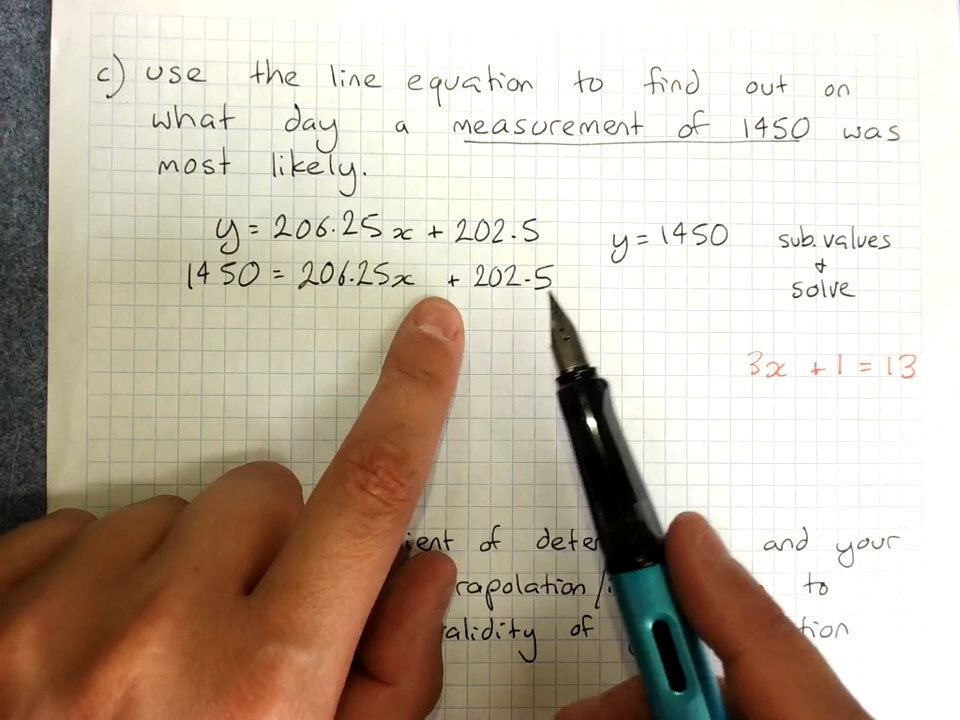 c) use the line equation to find out on
what day a measurement of 1450 was
most likely.
y = 206.25x + 202.5
y = 1450
sub. values
&
solve
1450 = 206.25x + 202.5
3x + 1 = 13
of and your
to
of